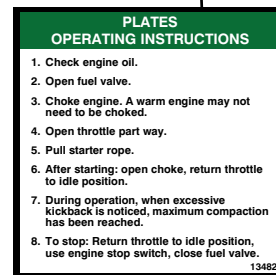 PLATES
OPERATING INSTRUCTIONS
1. Check engine oil.
2. Open fuel valve.
3. Choke engine. A warm engine may not
need to be choked.
4. Open throttle part way.
5. Pull starter rope.
6. After starting: open choke, return throttle
to idle position.
7. During operation, when excessive
kickback is noticed, maximum compaction
has been reached.
8. To stop: Return throttle to idle position,
use engine stop switch, close fuel valve.
13482